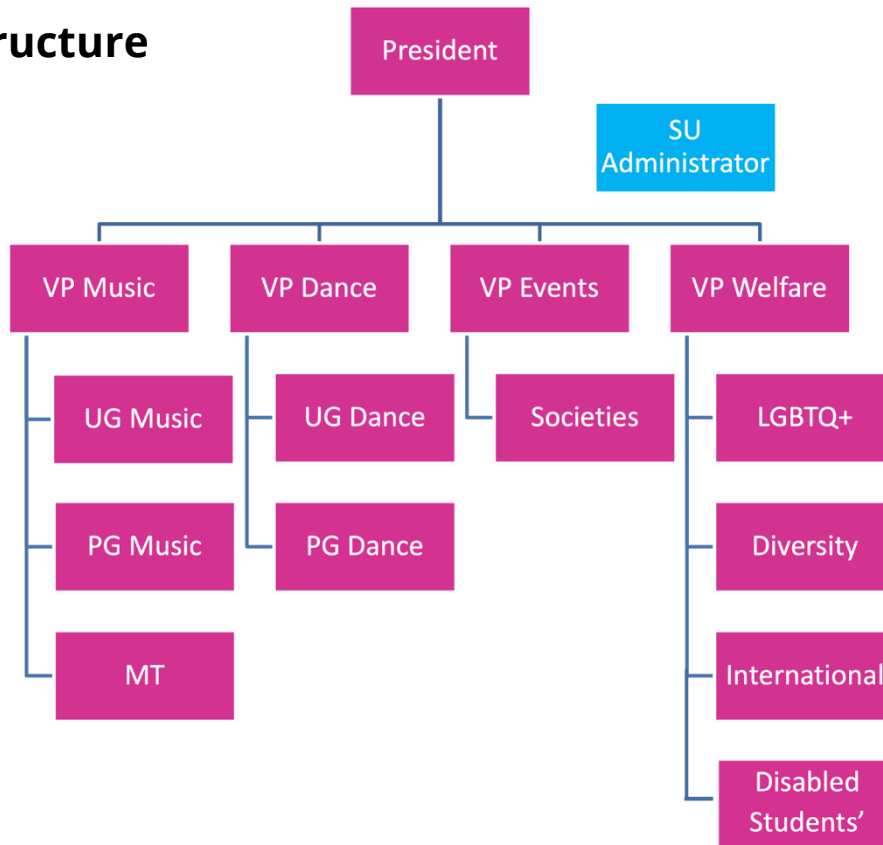 ructure
President
SU
Administrator
VP Music
VP Dance
VP Events
VP Welfare
UG Music
UG Dance
Societies
LGBTQ+
PG Music
PG Dance
Diversity
MT
International
Disabled
Students’